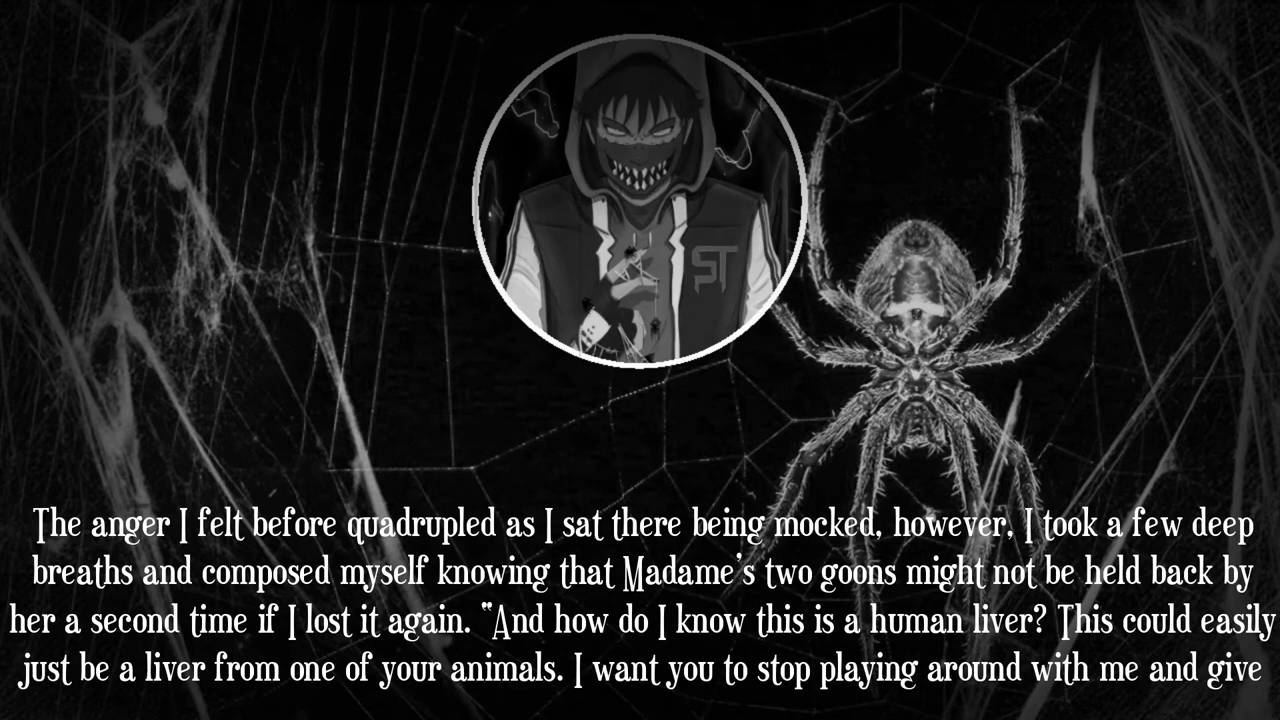 ST
The anger I felt before quadrupled as I sat there being mocked, however, I took a few deep
breaths and composed myself knowing that Madame's two goons might not be held back by
her a second time if I lost it again. "And how do I know this is a human liver? This could easily
just be a liver from one of your animals. I want you to stop playing around with me and give